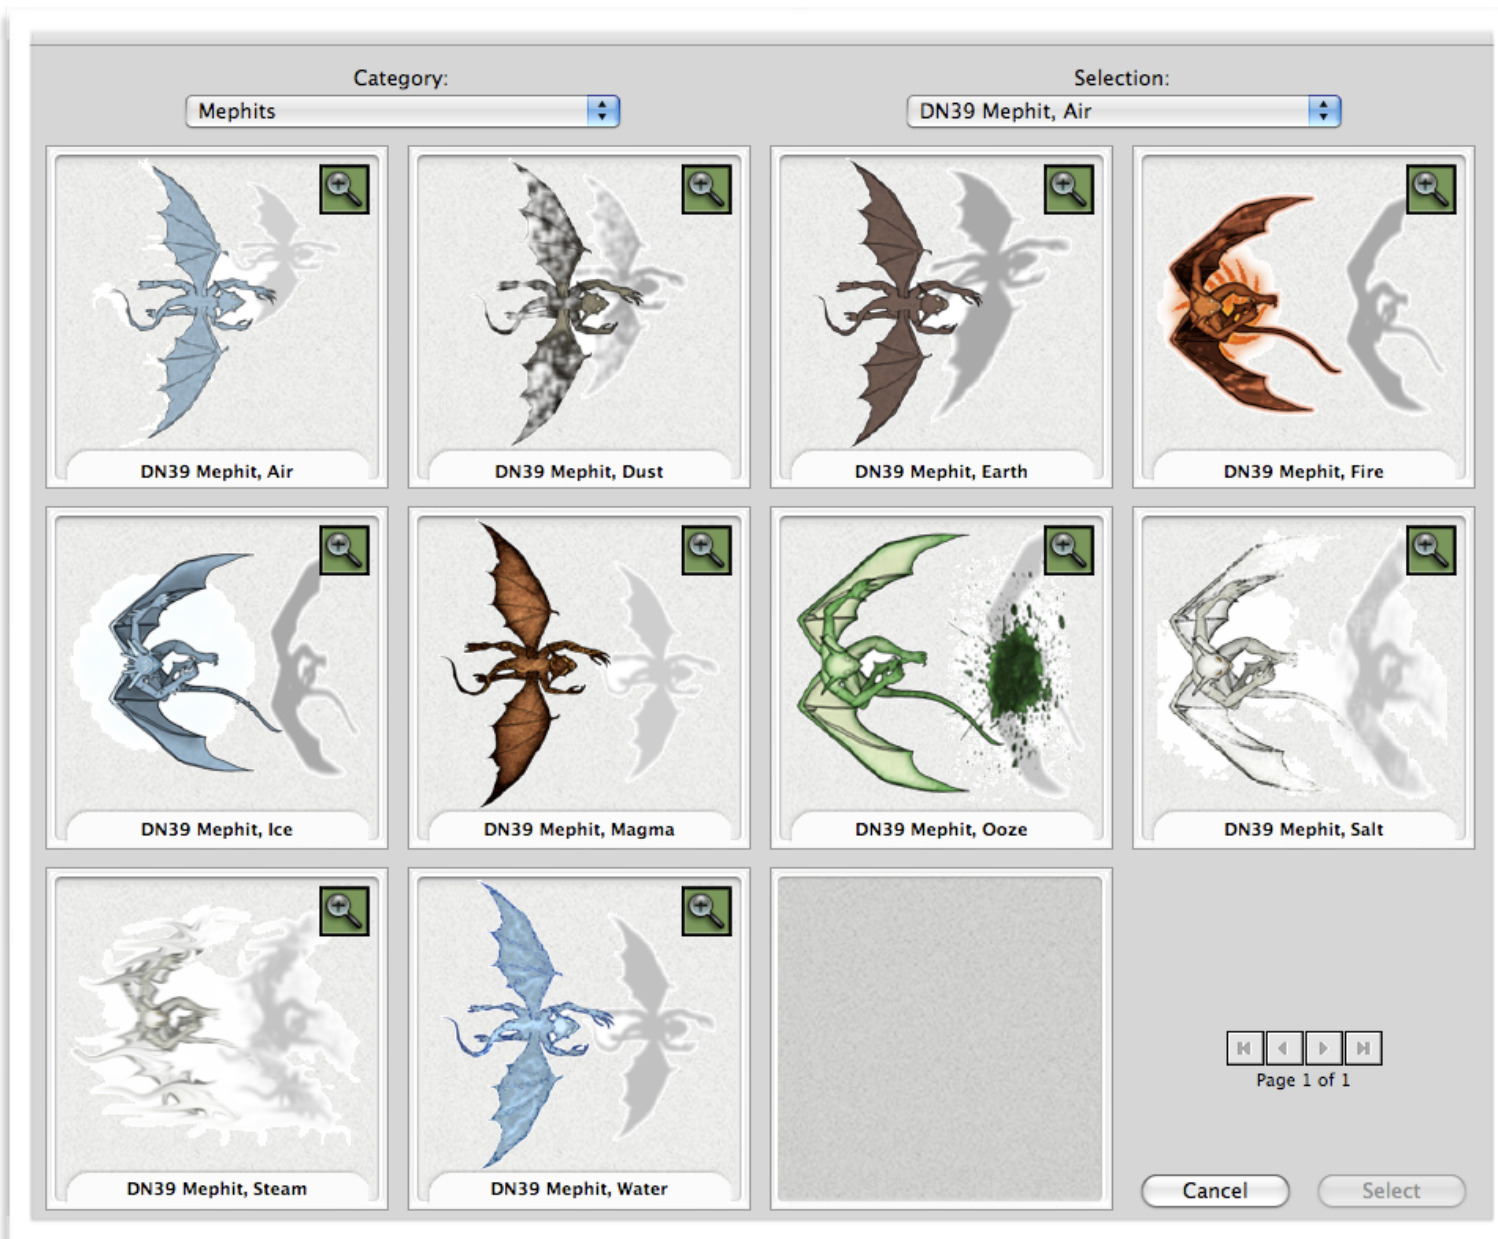 Category:
Selection:
Mephits
DN39 Mephit, Air
DN39 Mephit, Air
DN39 Mephit, Dust
DN39 Mephit, Earth
DN39 Mephit, Fire
DN39 Mephit, Ice
DN39 Mephit, Magma
DN39 Mephit, Ooze
DN39 Mephit, Salt
DN39 Mephit, Steam
DN39 Mephit, Water
Page 1 of 1
Cancel
Select